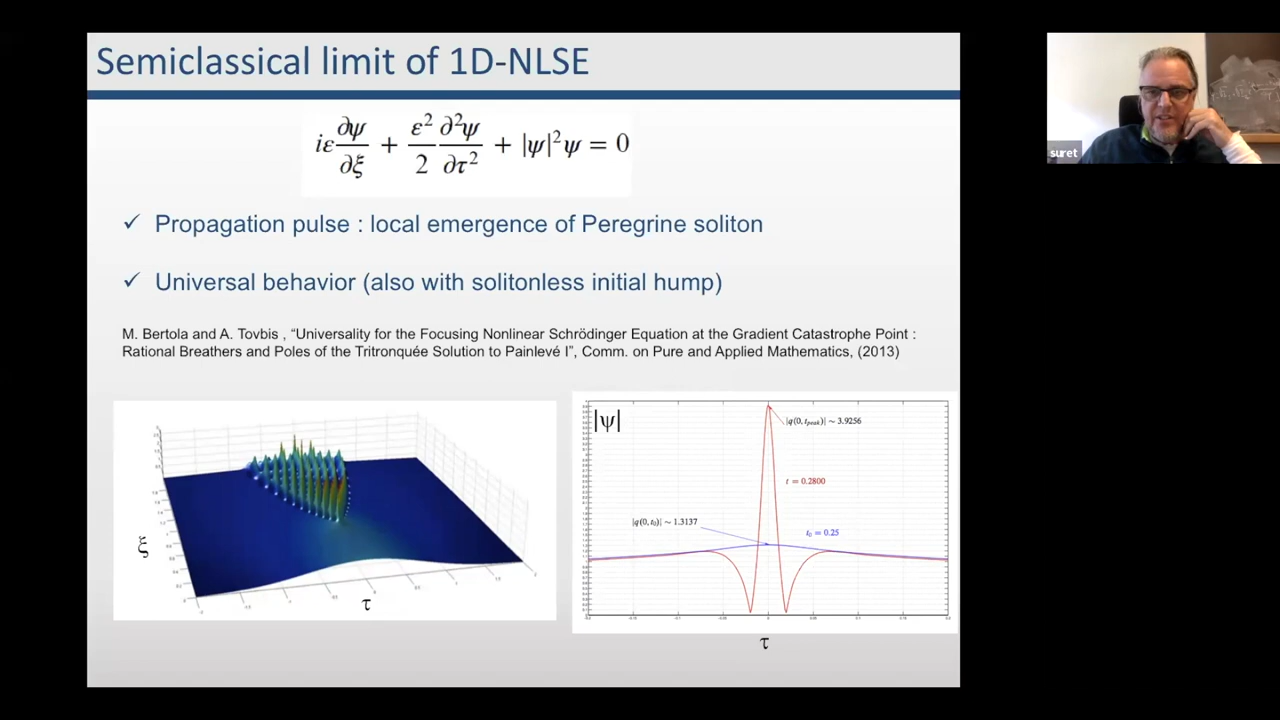 Semiclassical limit of 1D-NLSE
iε ∂ψ/∂ξ + ε²/2 ∂²ψ/∂τ² + |ψ|²ψ = 0
✓ Propagation pulse : local emergence of Peregrine soliton
✓ Universal behavior (also with solitonless initial hump)
M. Bertola and A. Tovbis , “Universality for the Focusing Nonlinear Schrödinger Equation at the Gradient Catastrophe Point :
Rational Breathers and Poles of the Tritronquée Solution to Painlevé I”, Comm. on Pure and Applied Mathematics, (2013)
ξ
τ
|ψ|
|q(0, t_peak)| ~ 3.9256
t = 0.2800
|q(0, t₀)| ~ 1.3137
t₀ = 0.25
τ
suret